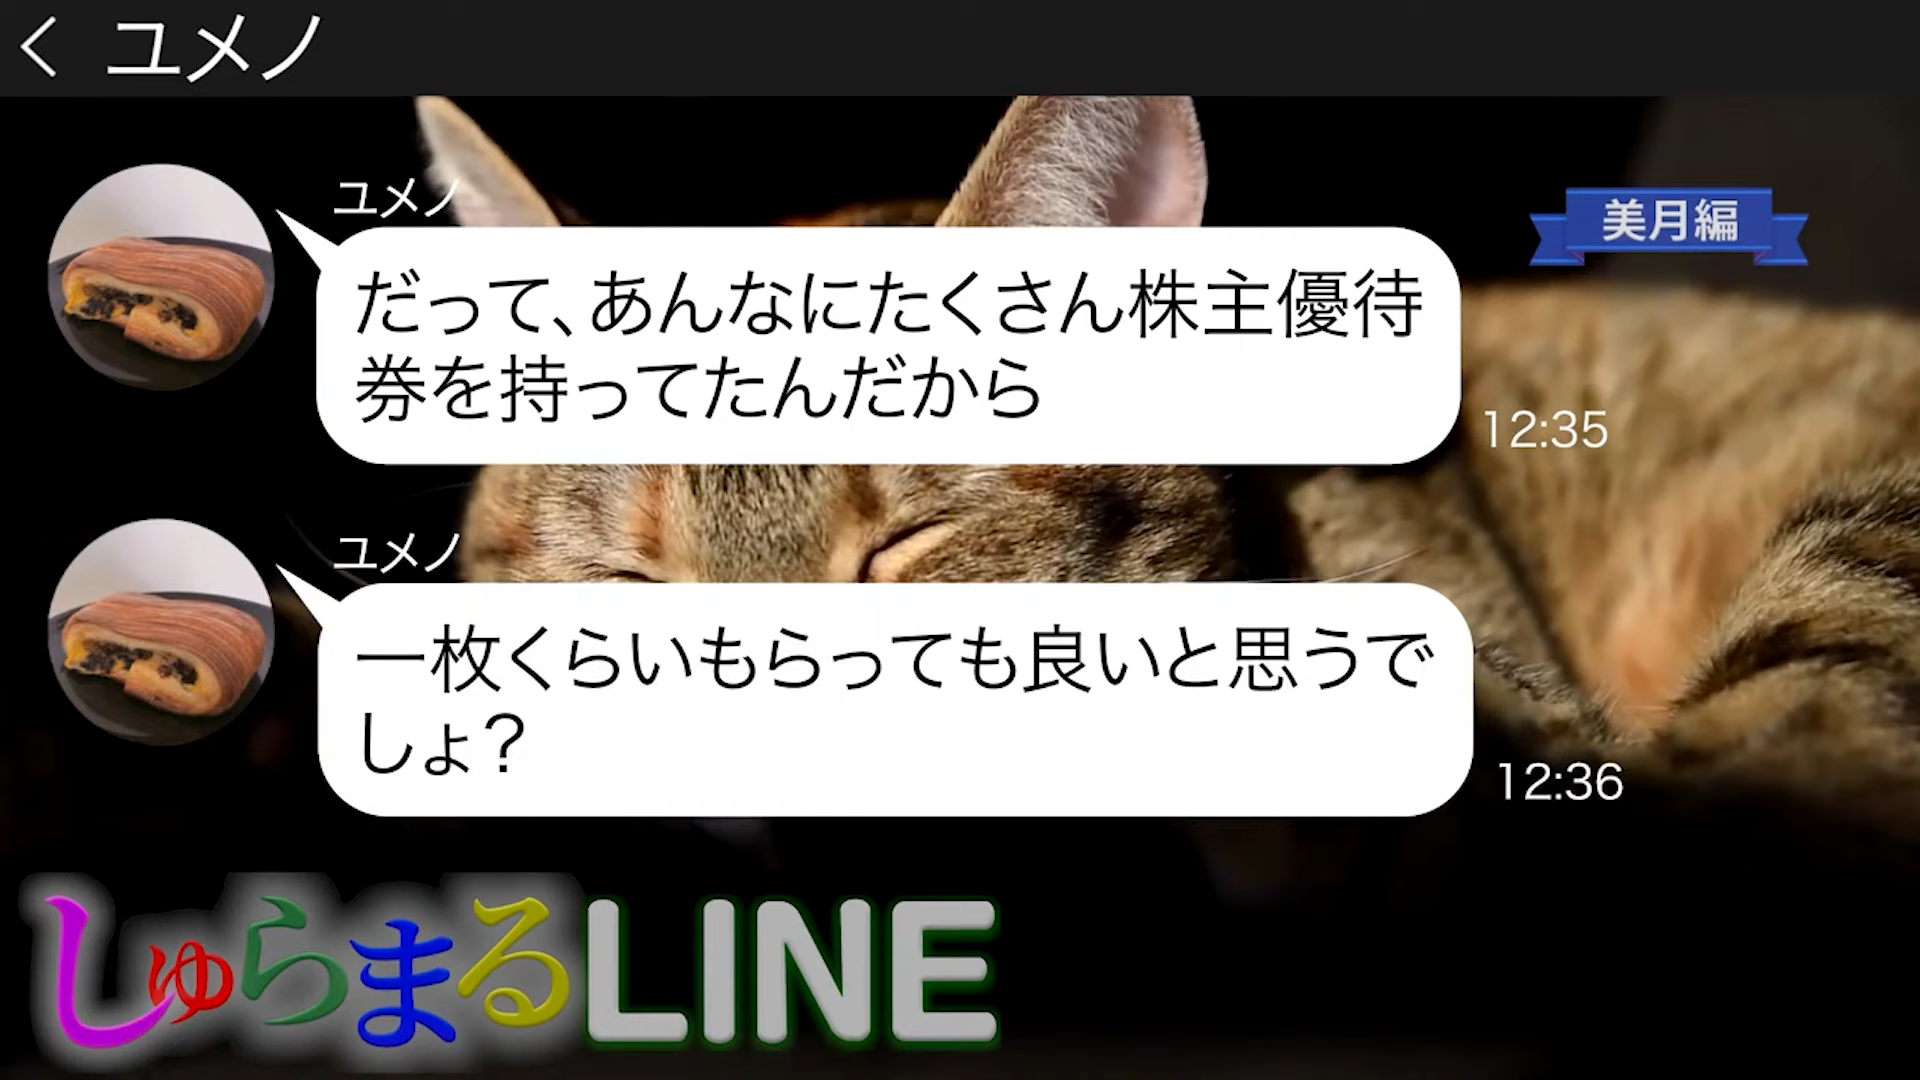 ユメノ
美月編
ユメノ
だって、あんなにたくさん株主優待
券を持ってたんだから
12:35
ユメノ
一枚くらいもらっても良いと思うで
しょ？
12:36
しゅらまるLINE